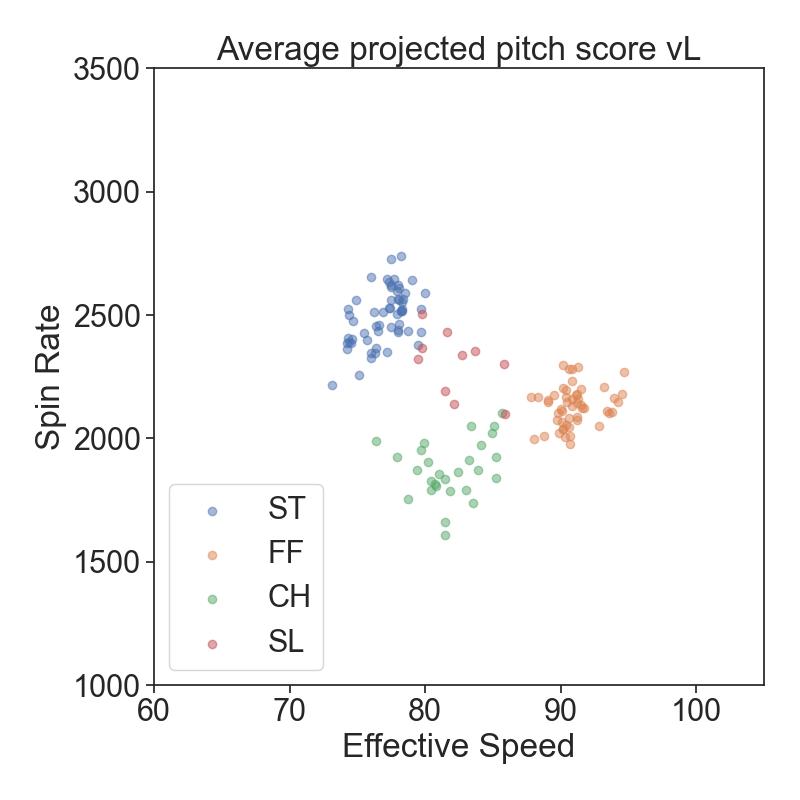 Average projected pitch score vL
3500
3000
2500
2000
1500
1000
Spin Rate
ST
FF
CH
SL
60 70 80 90 100
Effective Speed